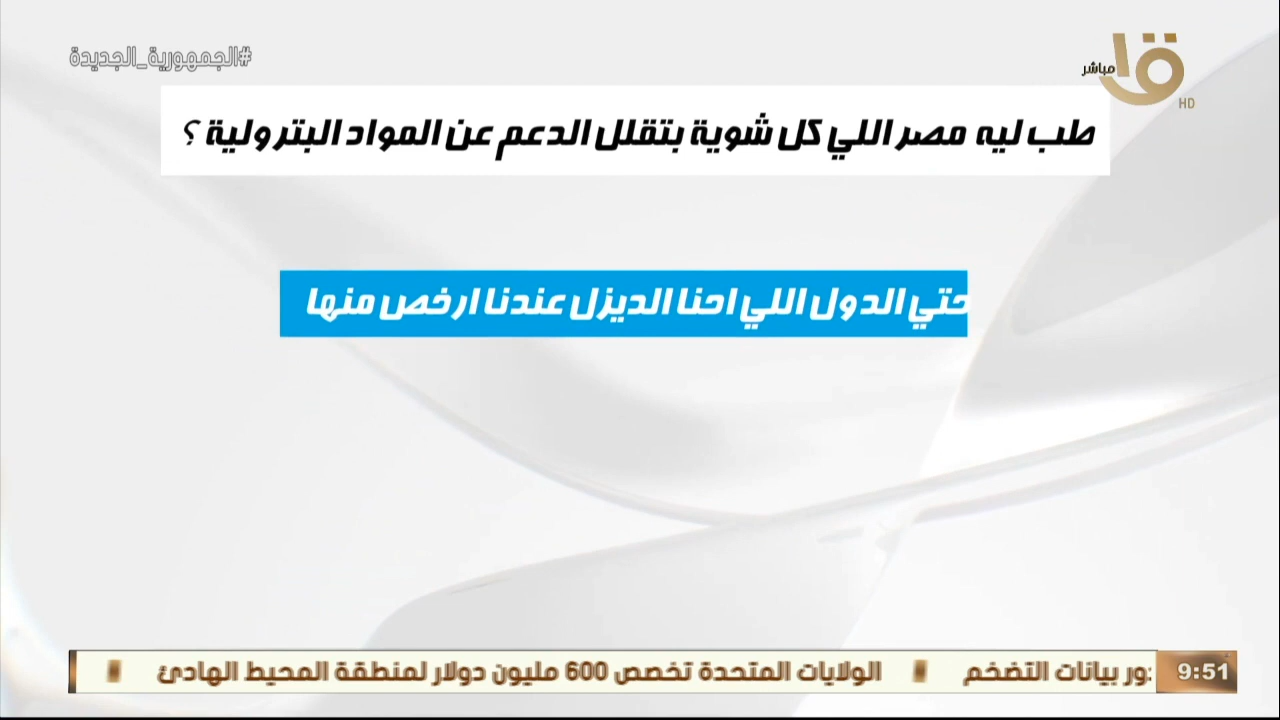 #الجمهورية_الجديدة
مباشر
HD
طب ليه مصر اللي كل شوية بتقلل الدعم عن المواد البترولية ؟
حتي الدول اللي احنا الديزل عندنا ارخص منها
9:51 بيانات التضخم
الولايات المتحدة تخصص 600 مليون دولار لمنطقة المحيط الهادئ